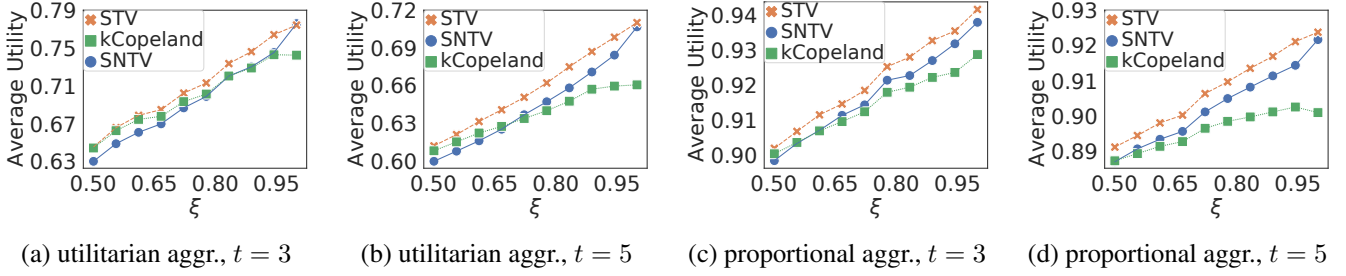 Average Utility
0.79
0.75
0.71
0.67
0.63
STV
kCopeland
SNTV
0.50 0.65 0.80 0.95
ξ
(a) utilitarian aggr., t = 3
Average Utility
0.72
0.69
0.66
0.63
0.60
STV
SNTV
kCopeland
0.50 0.65 0.80 0.95
ξ
(b) utilitarian aggr., t = 5
Average Utility
0.94
0.93
0.92
0.91
0.90
STV
SNTV
kCopeland
0.50 0.65 0.80 0.95
ξ
(c) proportional aggr., t = 3
Average Utility
0.93
0.92
0.91
0.90
0.89
STV
SNTV
kCopeland
0.50 0.65 0.80 0.95
ξ
(d) proportional aggr., t = 5